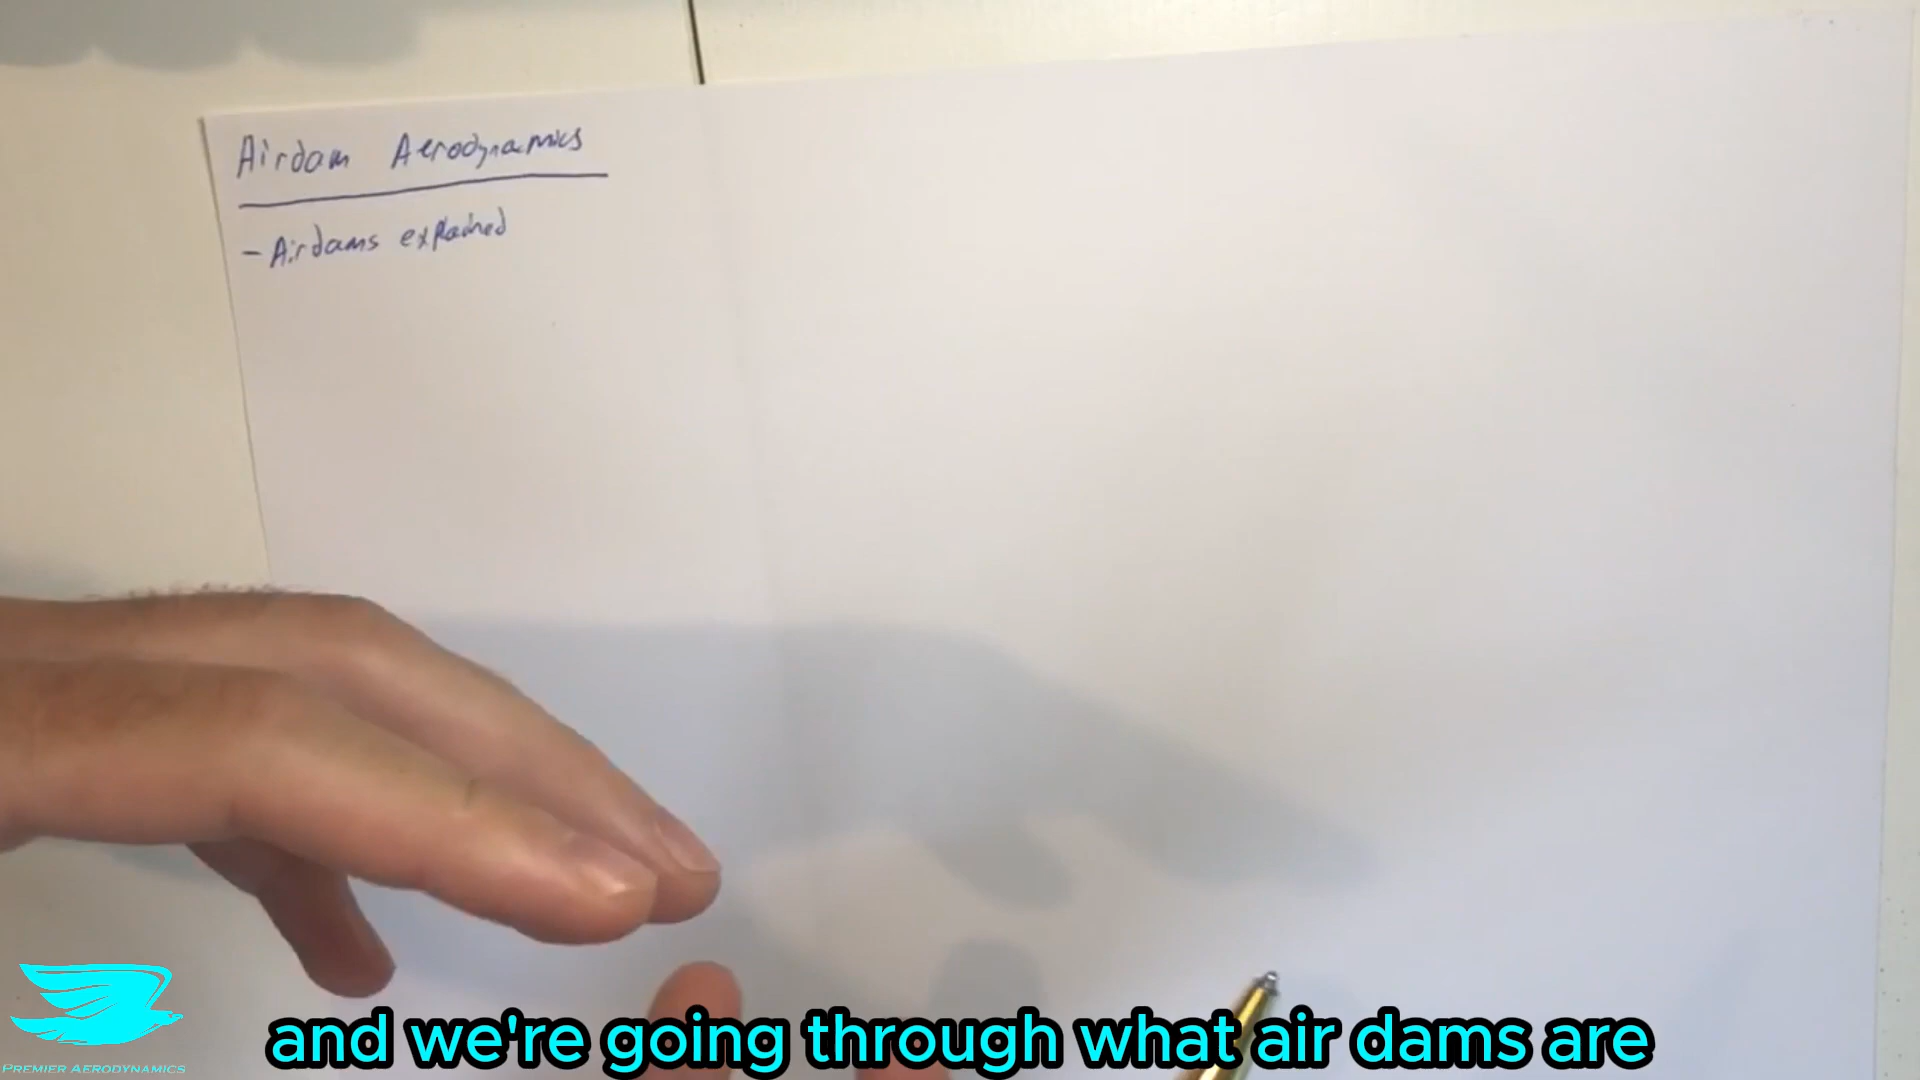 Airdam Aerodynamics
- Airdams explained
and we're going through what air dams are
PREMIER AERODYNAMICS